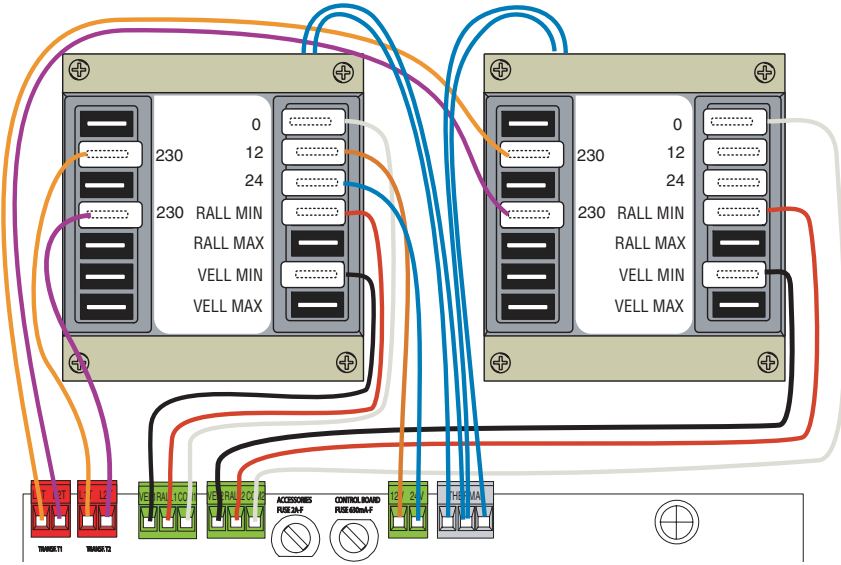 0
230 12
24
230 RALL MIN
RALL MAX
VELL MIN
VELL MAX
0
230 12
24
230 RALL MIN
RALL MAX
VELL MIN
VELL MAX
ACCESSORIES
FUSE 2A-F
CONTROL BOARD
FUSE 630mA-F
12V 24V
TRANSF.T1 TRANSF.T2